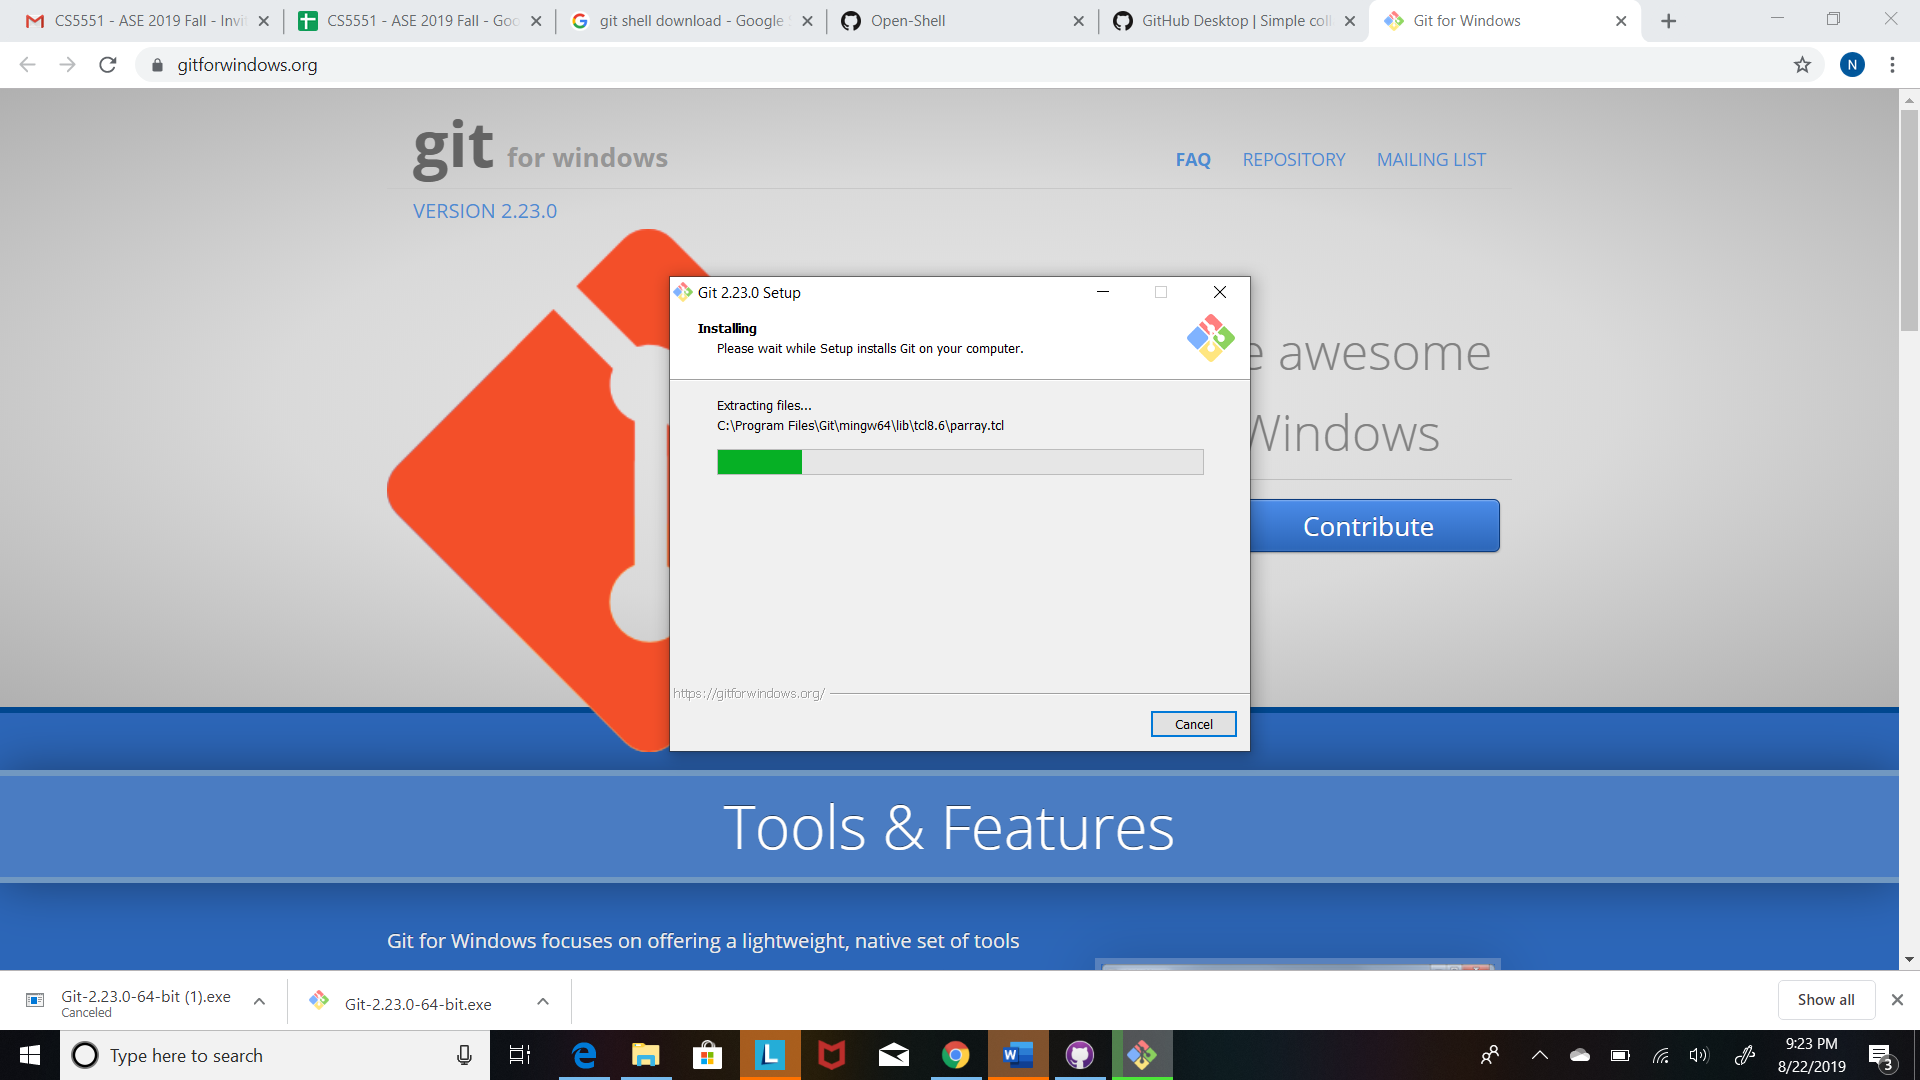 CS5551 - ASE 2019 Fall - Invit
CS5551 - ASE 2019 Fall - Goo
git shell download - Google S
Open-Shell
GitHub Desktop | Simple coll
Git for Windows
gitforwindows.org
N
git for windows
FAQ REPOSITORY MAILING LIST
VERSION 2.23.0
Git 2.23.0 Setup
Installing
Please wait while Setup installs Git on your computer.
Extracting files...
C:\Program Files\Git\mingw64\lib\tcl8.6\parray.tcl
https://gitforwindows.org/
Cancel
e awesome
Windows
Contribute
Tools & Features
Git for Windows focuses on offering a lightweight, native set of tools
Git-2.23.0-64-bit (1).exe
Canceled
Git-2.23.0-64-bit.exe
Show all
Type here to search
L
W
9:23 PM
8/22/2019
3